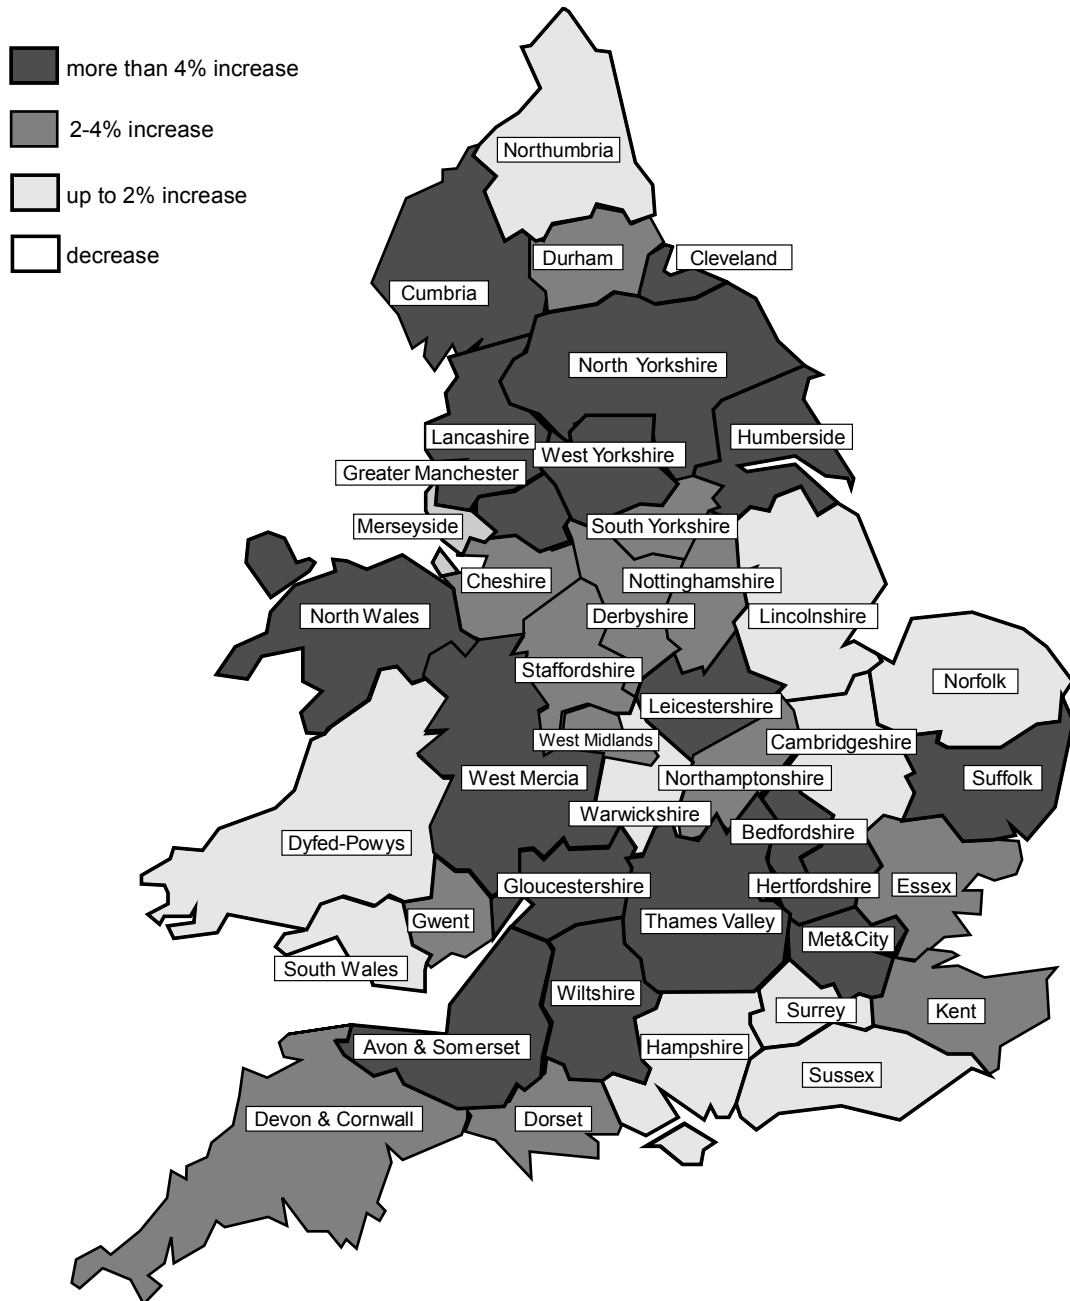 more than 4% increase
2-4% increase
up to 2% increase
decrease
Northumbria
Durham
Cleveland
Cumbria
North Yorkshire
Lancashire
Humberside
West Yorkshire
Greater Manchester
Merseyside
South Yorkshire
Cheshire
Nottinghamshire
North Wales
Derbyshire
Lincolnshire
Staffordshire
Norfolk
Leicestershire
West Midlands
Cambridgeshire
West Mercia
Northamptonshire
Suffolk
Warwickshire
Bedfordshire
Dyfed-Powys
Gloucestershire
Hertfordshire
Essex
Gwent
Thames Valley
Met&City
South Wales
Wiltshire
Surrey
Kent
Avon & Somerset
Hampshire
Sussex
Devon & Cornwall
Dorset